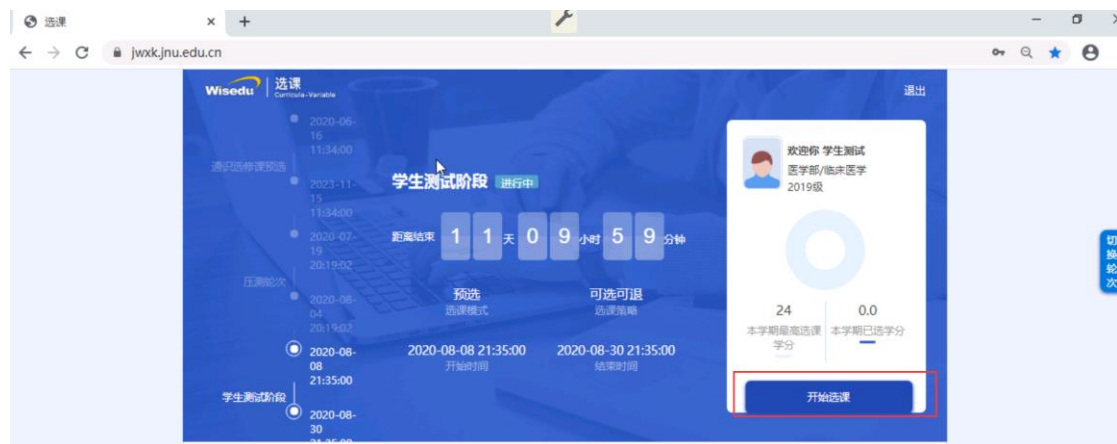 选课
jwxk.jnu.edu.cn
Wisedu
选课
Curricula-Variable
退出
2020-06-
16
11:34:00
通识选修课预选
2023-11-
15
11:34:00
2020-07-
19
20:19:02
压测轮次
2020-08-
04
20:19:02
2020-08-
08
21:35:00
学生测试阶段
2020-08-
30
21:35:00
学生测试阶段 进行中
距离结束 1 1 天 0 9 小时 5 9 分钟
预选 可选可退
选课模式 选课策略
2020-08-08 21:35:00 2020-08-30 21:35:00
开始时间 结束时间
欢迎你 学生测试
医学部/临床医学
2019级
24 0.0
本学期最高选课 本学期已选学分
学分
开始选课
切
换
轮
次